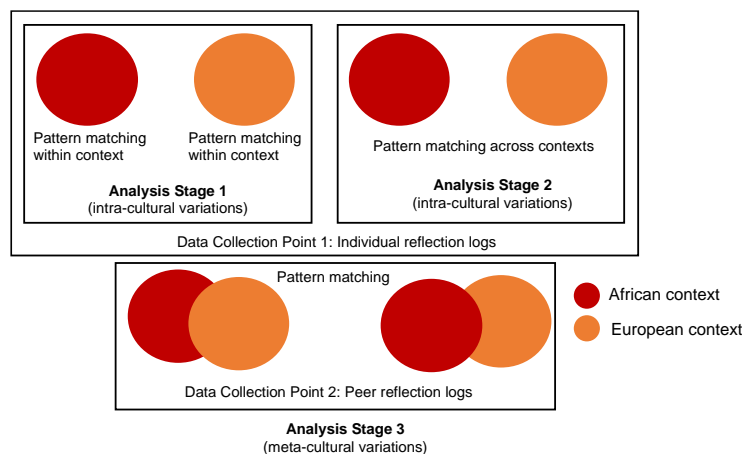 Pattern matching
within context
Pattern matching
within context
Analysis Stage 1
(intra-cultural variations)
Pattern matching across contexts
Analysis Stage 2
(intra-cultural variations)
Data Collection Point 1: Individual reflection logs
Pattern matching
Data Collection Point 2: Peer reflection logs
African context
European context
Analysis Stage 3
(meta-cultural variations)